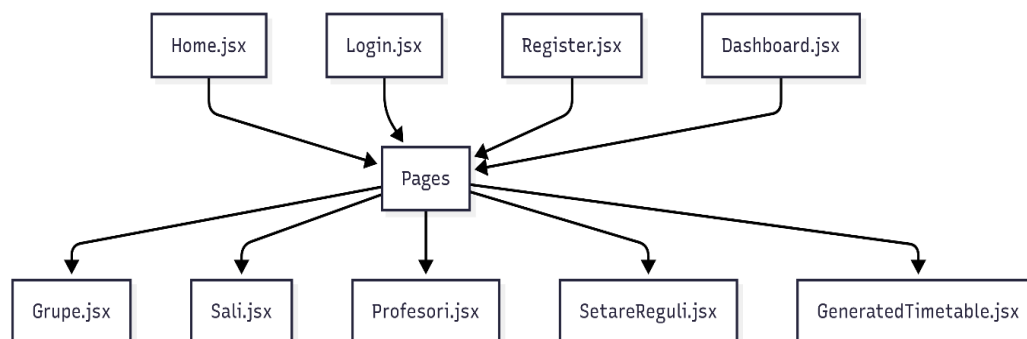 Home.jsx
Login.jsx
Register.jsx
Dashboard.jsx
Pages
Grupe.jsx
Sali.jsx
Profesori.jsx
SetareReguli.jsx
GeneratedTimetable.jsx